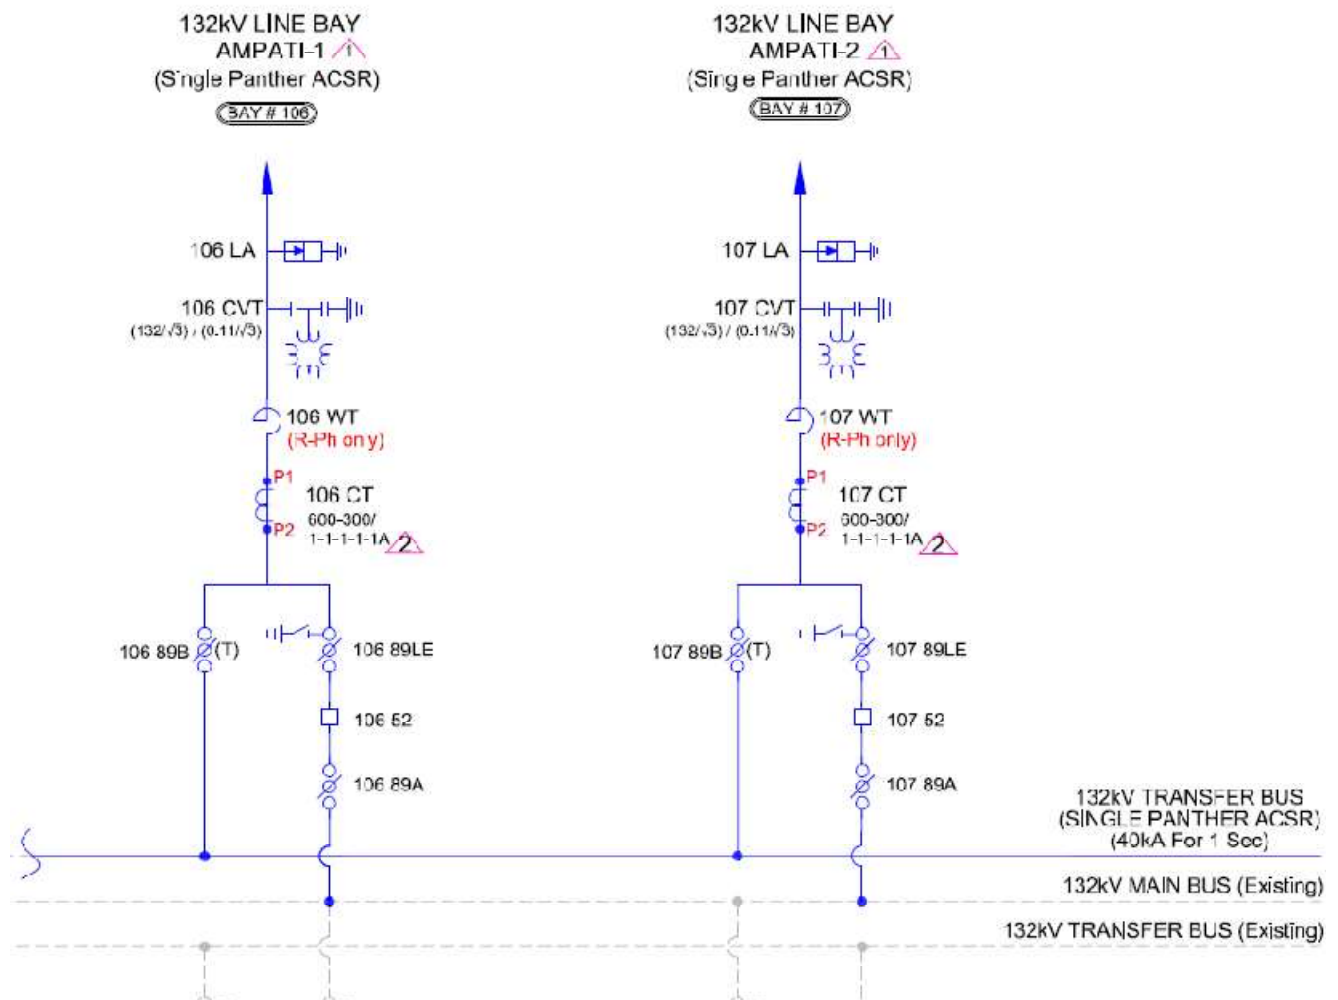 132kV LINE BAY
AMPATI-1 1
(Single Panther ACSR)
BAY # 106
132kV LINE BAY
AMPATI-2 1
(Single Panther ACSR)
BAY # 107
106 LA
106 CVT
(132/√3) / (0.11/√3)
106 WT
(R-Ph only)
P1
106 CT
600-300/
P2
1-1-1-1-1A 2
106 89B
(T)
106 89LE
106 52
106 89A
107 LA
107 CVT
(132/√3) / (0.11/√3)
107 WT
(R-Ph only)
P1
107 CT
600-300/
P2
1-1-1-1-1A 2
107 89B
(T)
107 89LE
107 52
107 89A
132kV TRANSFER BUS
(SINGLE PANTHER ACSR)
(40kA For 1 Sec)
132kV MAIN BUS (Existing)
132kV TRANSFER BUS (Existing)